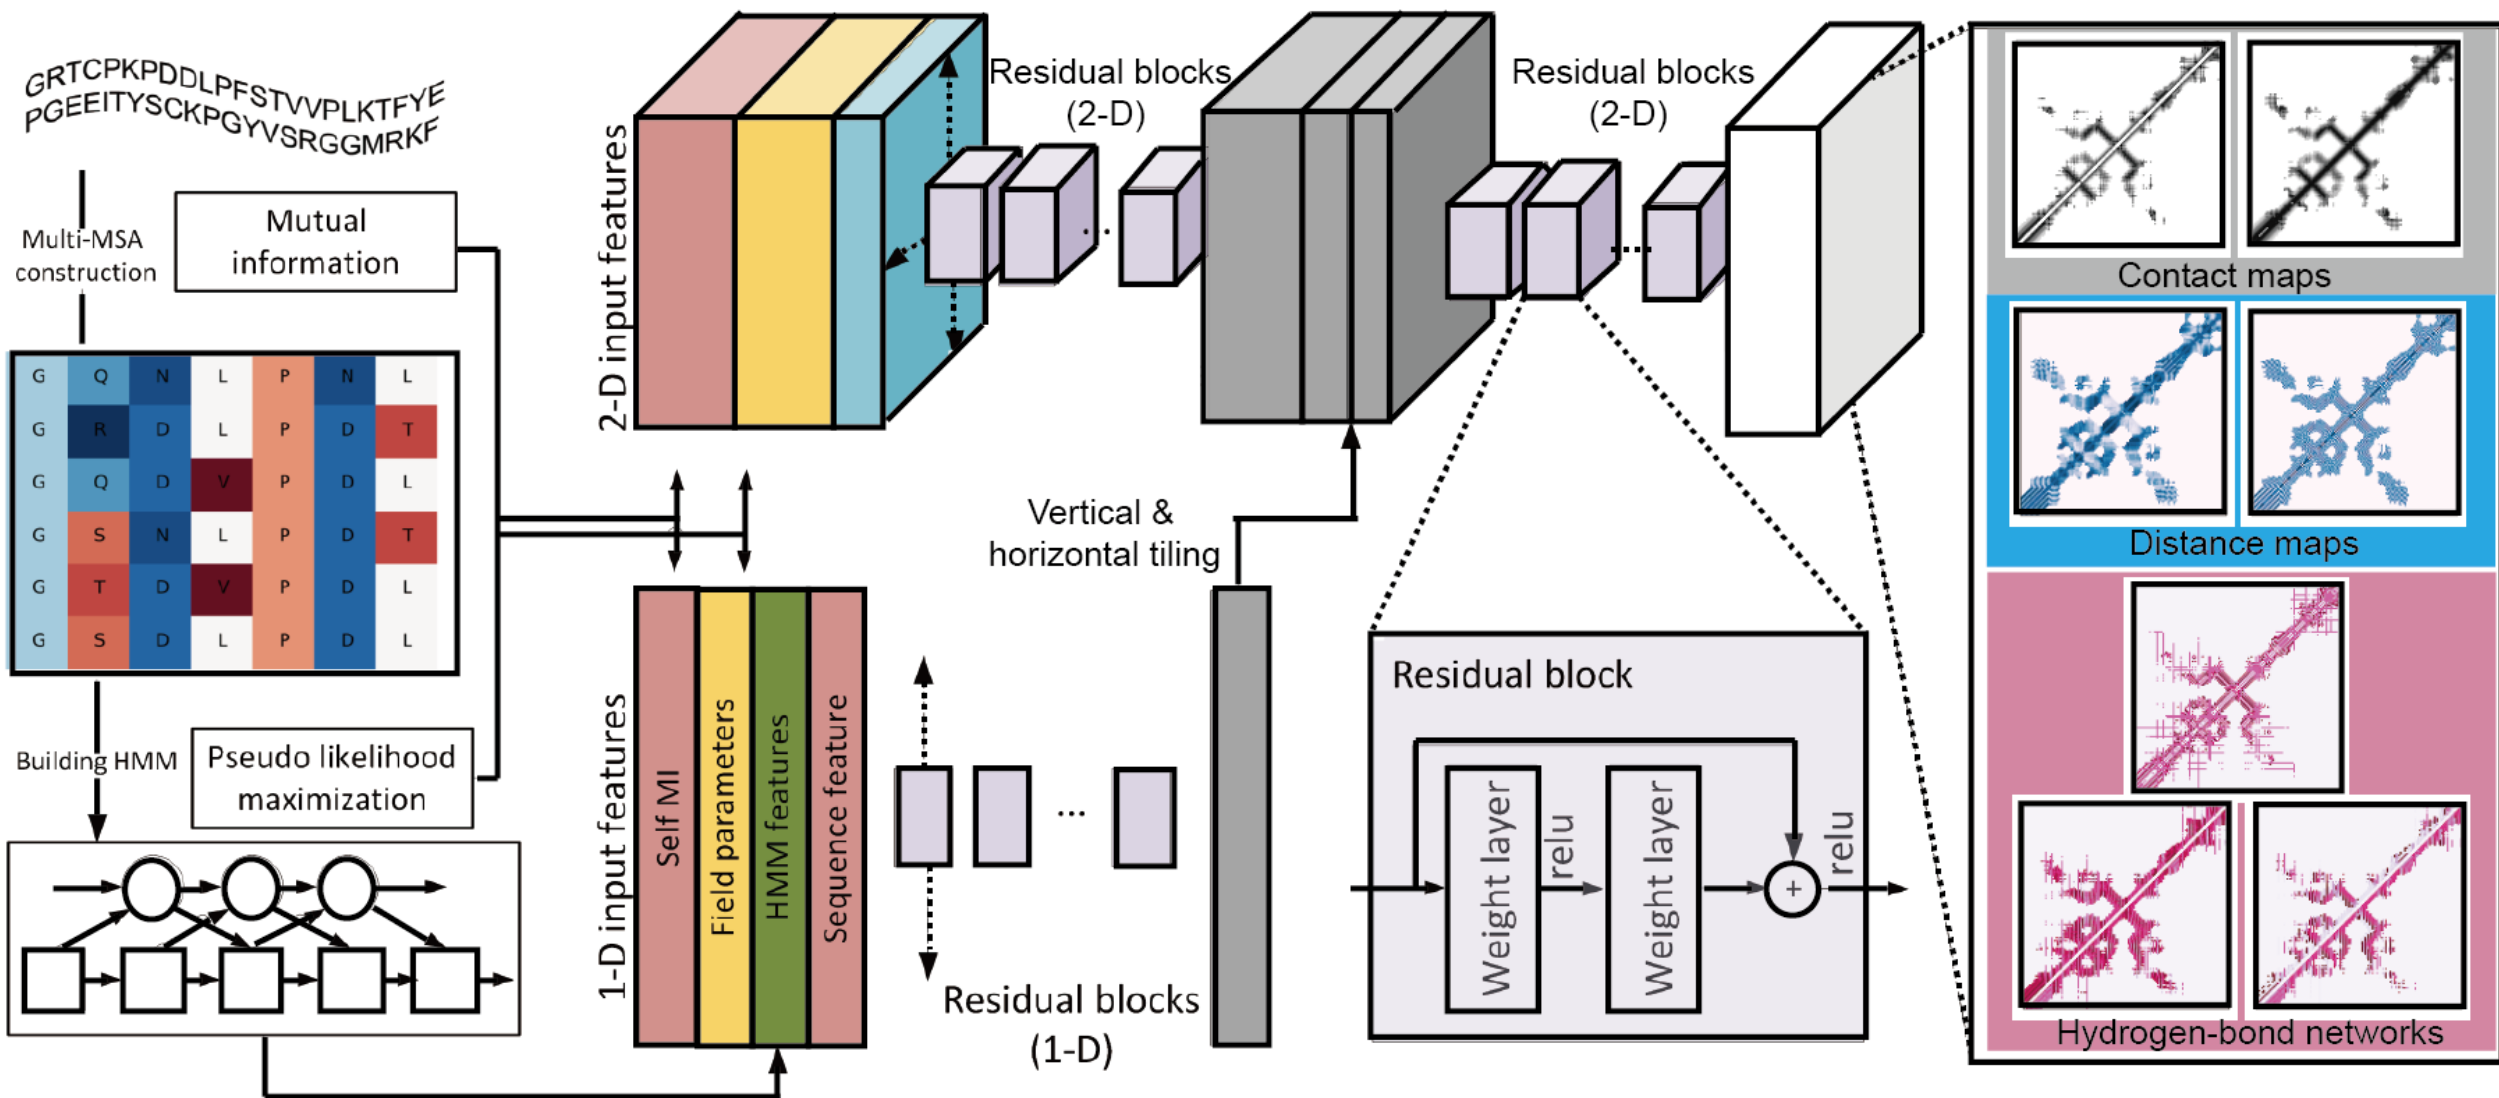 GRTCPKPDDLPFSTVVPLKTFYE
PGEEITYSCKPGYVSRGGMRKF
Multi-MSA
construction
Mutual
information
G Q N L P N L
G R D L P D T
G Q D V P D L
G S N L P D T
G T D V P D L
G S D L P D L
Building HMM
Pseudo likelihood
maximization
2-D input features
Residual blocks
(2-D)
...
Residual blocks
(2-D)
....
Vertical &
horizontal tiling
1-D input features
Self MI
Field parameters
HMM features
Sequence feature
...
Residual blocks
(1-D)
Residual block
Weight layer
relu
Weight layer
+
relu
Contact maps
Distance maps
Hydrogen-bond networks